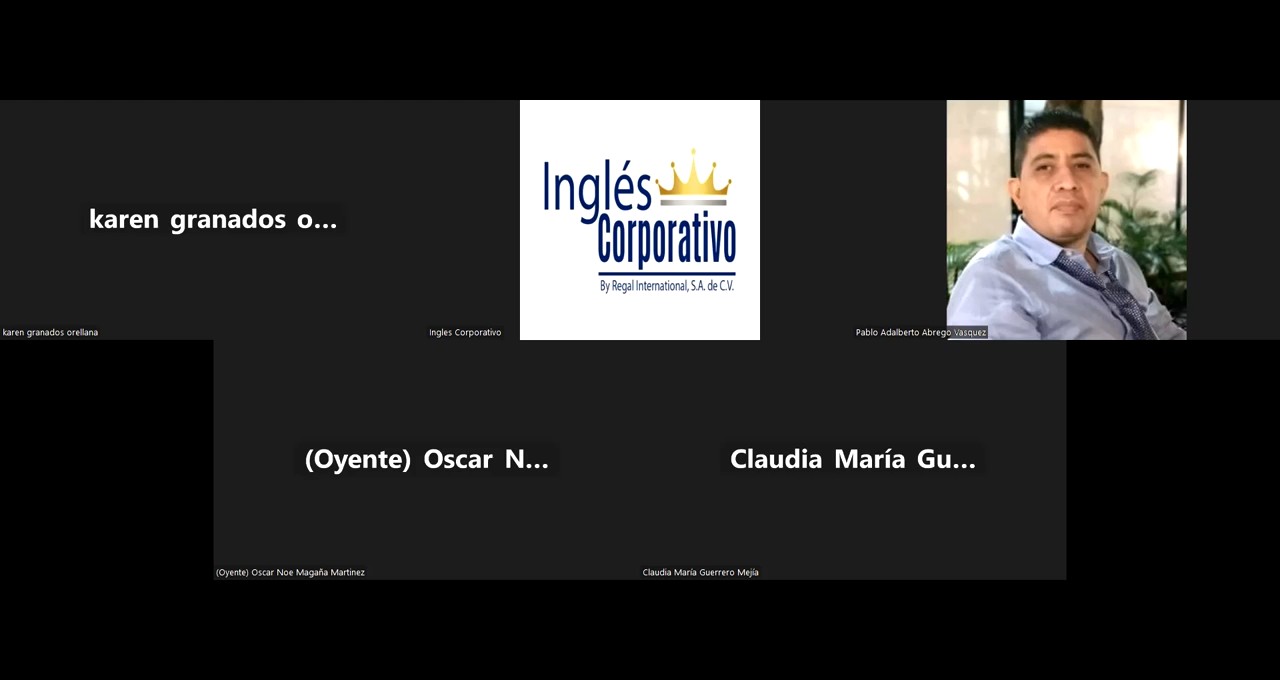 karen granados o...
Inglés
Corporativo
By Regal International, S.A. de C.V.
karen granados orellana
Ingles Corporativo
Pablo Adalberto Abrego Vasquez
(Oyente) Oscar N...
Claudia María Gu...
(Oyente) Oscar Noe Magaña Martinez
Claudia María Guerrero Mejía